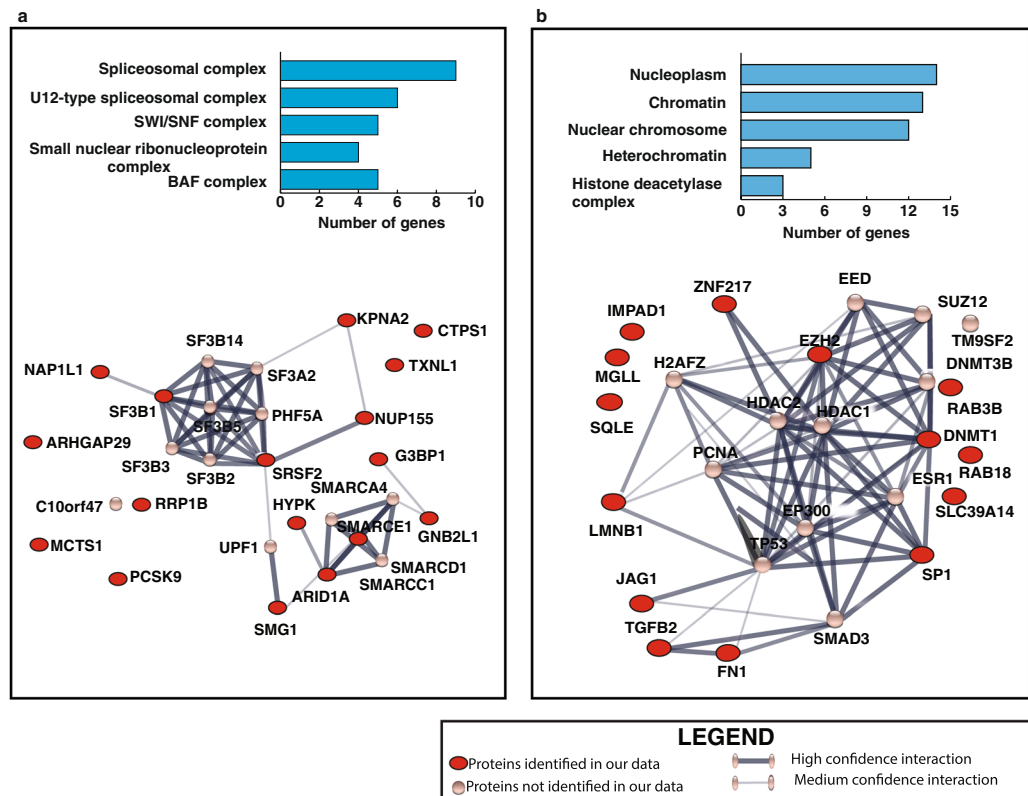 a
Spliceosomal complex
U12-type spliceosomal complex
SWI/SNF complex
Small nuclear ribonucleoprotein
complex
BAF complex
0 2 4 6 8 10
Number of genes
KPNA2
CTPS1
SF3B14
TXNL1
NAP1L1
SF3A2
SF3B1
PHF5A
NUP155
SF3B5
ARHGAP29
SF3B3
SF3B2
SRSF2
G3BP1
SMARCA4
C10orf47
RRP1B
HYPK
SMARCE1
GNB2L1
MCTS1
UPF1
SMARCD1
PCSK9
SMARCC1
ARID1A
SMG1
b
Nucleoplasm
Chromatin
Nuclear chromosome
Heterochromatin
Histone deacetylase
complex
0 3 6 9 12 15
Number of genes
EED
ZNF217
SUZ12
IMPAD1
TM9SF2
EZH2
H2AFZ
DNMT3B
MGLL
HDAC2
HDAC1
RAB3B
SQLE
DNMT1
PCNA
RAB18
ESR1
EP300
SLC39A14
LMNB1
TP53
SP1
JAG1
TGFB2
SMAD3
FN1
LEGEND
Proteins identified in our data
High confidence interaction
Proteins not identified in our data
Medium confidence interaction